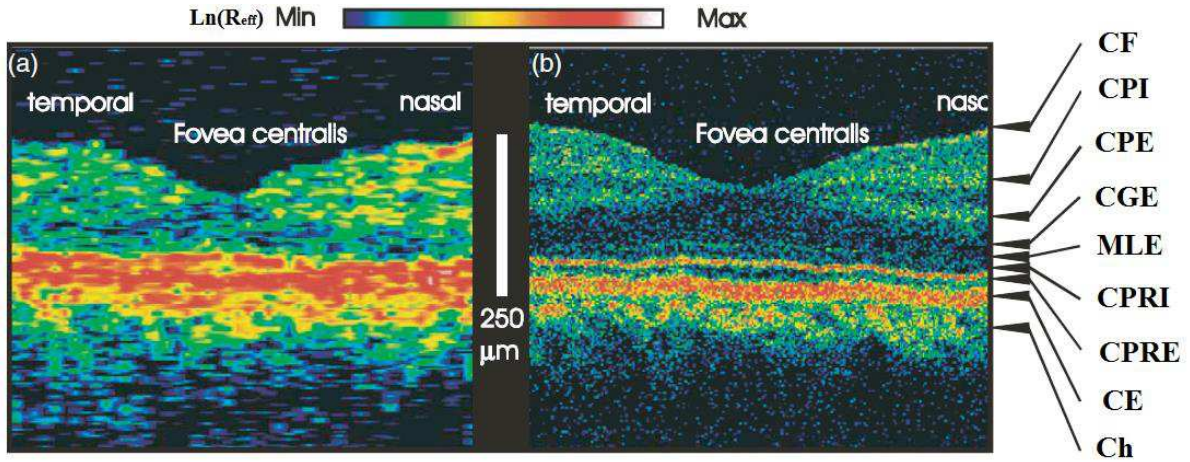 Ln(Reff) Min Max
(a)
temporal
nasal
Fovea centralis
250
μm
(b)
temporal
nasc
Fovea centralis
CF
CPI
CPE
CGE
MLE
CPRI
CPRE
CE
Ch